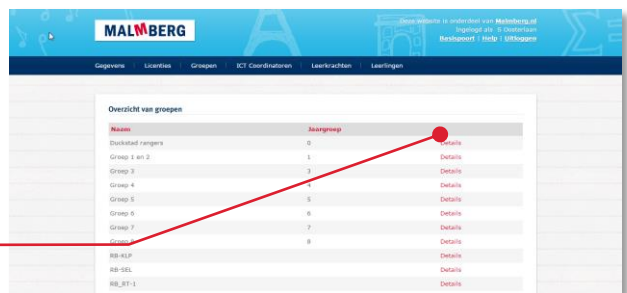 MALMBERG
Deze website is onderdeel van Malmberg.nl
Ingelogd als S Oosterlaan
Basispoort | Help | Uitloggen
Gegevens Licenties Groepen ICT Coordinatoren Leerkrachten Leerlingen
Overzicht van groepen
Naam Jaargroep
Duckstad rangers 0 Details
Groep 1 en 2 1 Details
Groep 3 3 Details
Groep 4 4 Details
Groep 5 5 Details
Groep 6 6 Details
Groep 7 7 Details
Groep 8 8 Details
RB-KLP Details
RB-SEL Details
RB_RT-1 Details